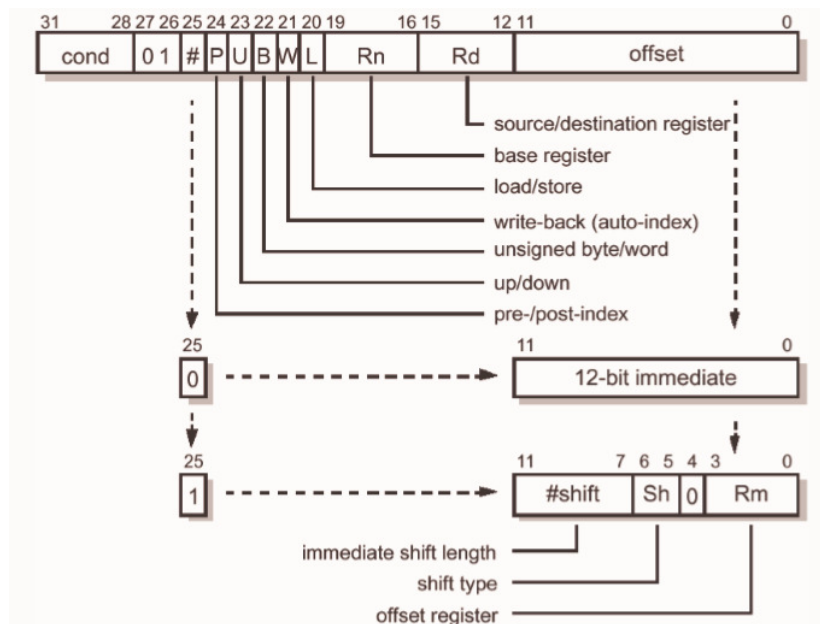 31 28 27 26 25 24 23 22 21 20 19 16 15 12 11 0
cond 0 1 # P U B W L Rn Rd offset
source/destination register
base register
load/store
write-back (auto-index)
unsigned byte/word
up/down
pre-/post-index
25 11 0
0 12-bit immediate
25 11 7 6 5 4 3 0
1 #shift Sh 0 Rm
immediate shift length
shift type
offset register